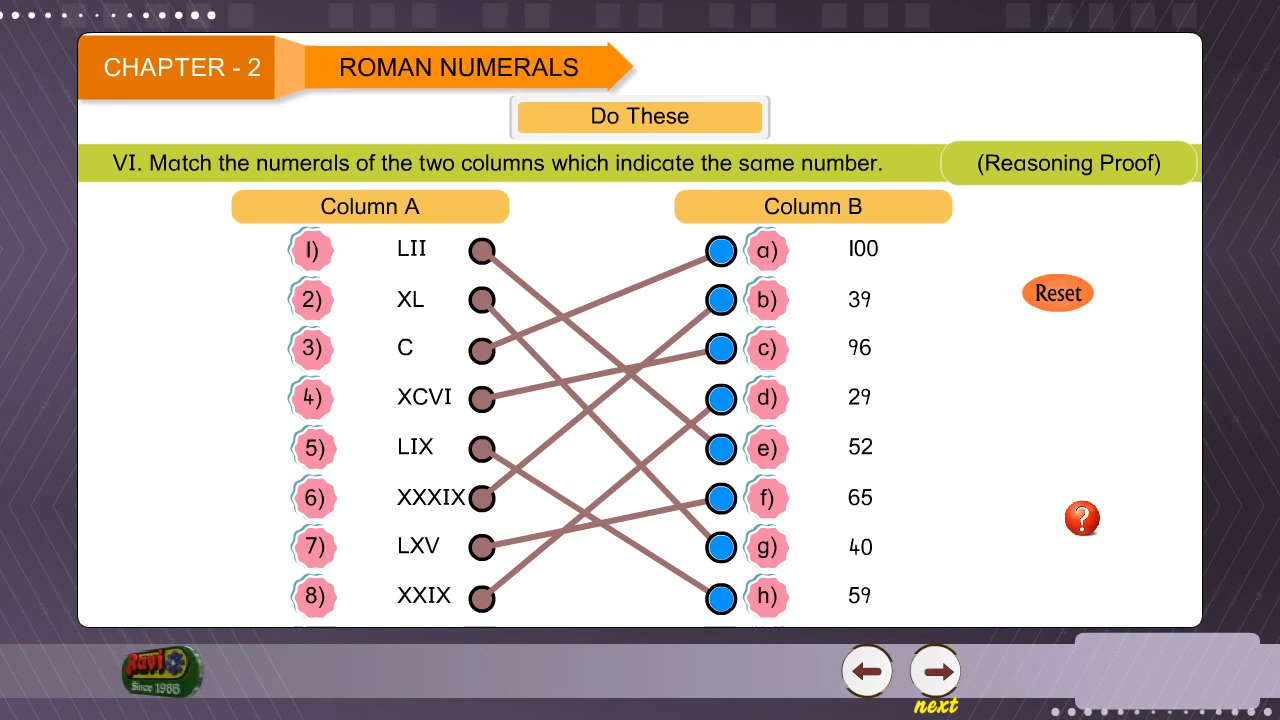 CHAPTER - 2
ROMAN NUMERALS
Do These
VI. Match the numerals of the two columns which indicate the same number. (Reasoning Proof)
Column A Column B
1) LII a) 100
2) XL b) 39
Reset
3) C c) 96
4) XCVI d) 29
5) LIX e) 52
6) XXXIX f) 65
?
7) LXV g) 40
8) XXIX h) 59
Ravi
Since 1986
next